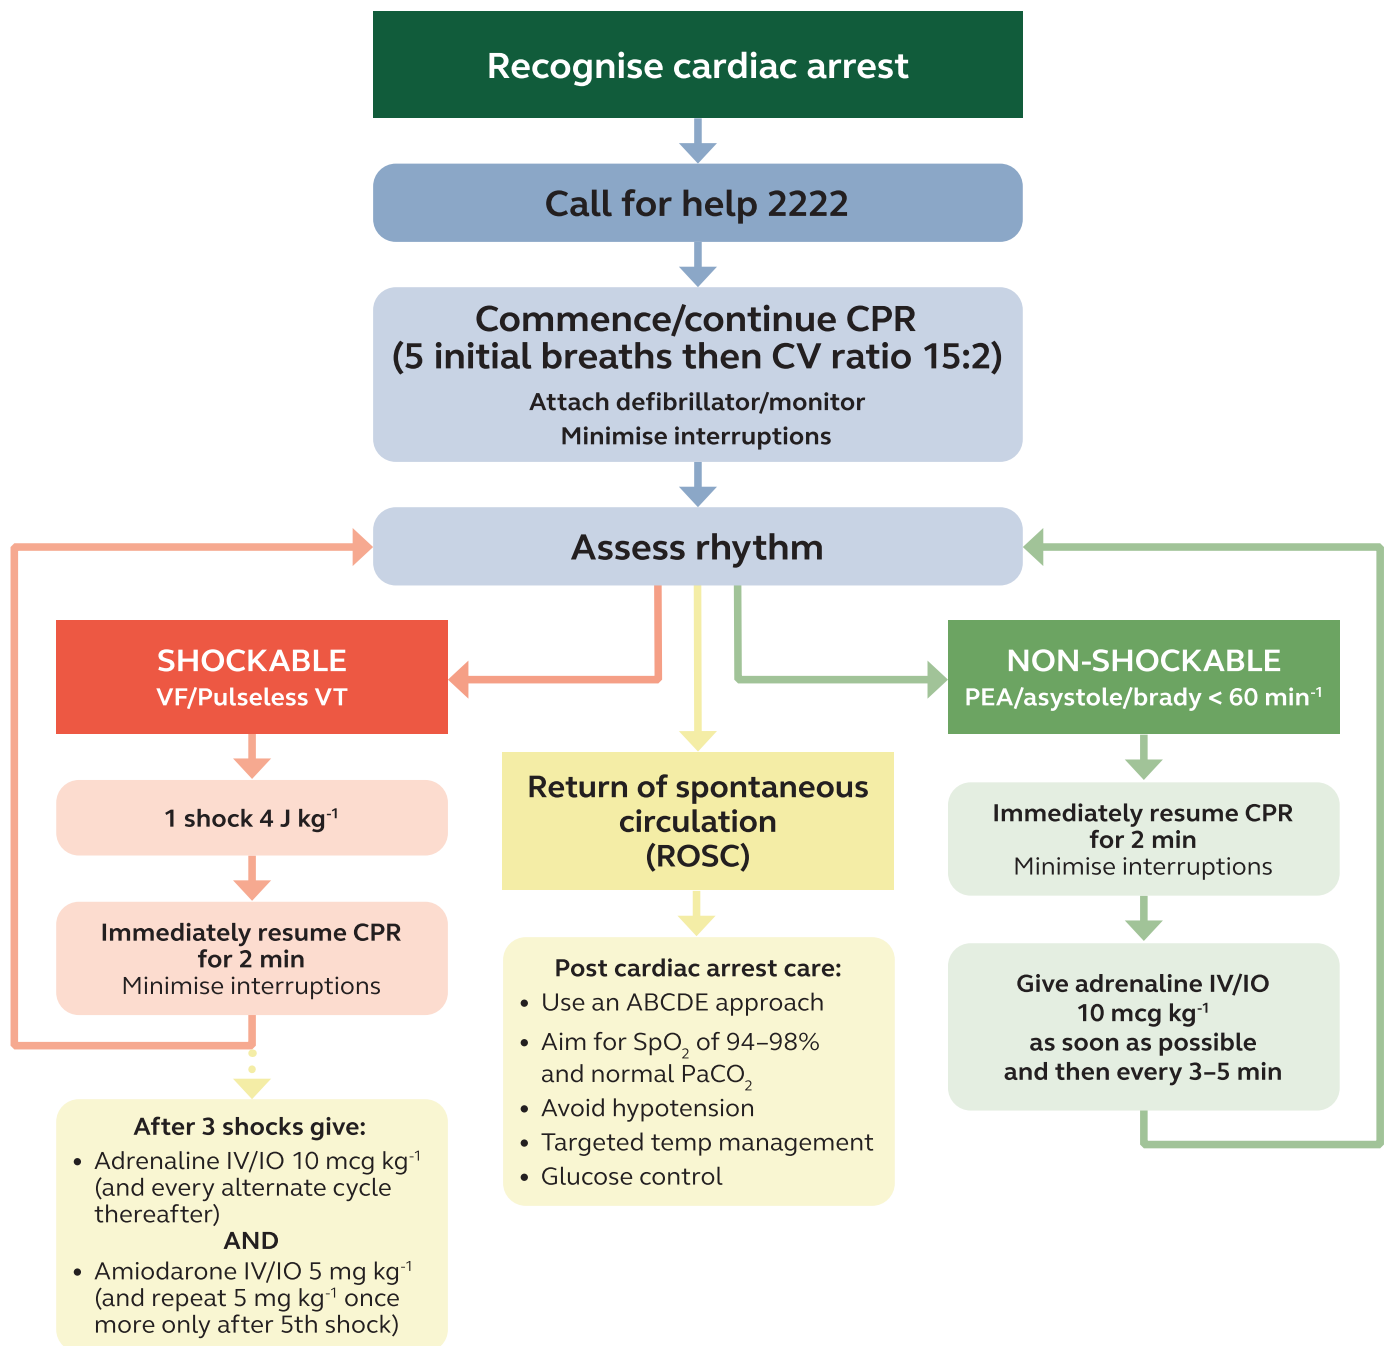 Recognise cardiac arrest
Call for help 2222
Commence/continue CPR
(5 initial breaths then CV ratio 15:2)
Attach defibrillator/monitor
Minimise interruptions
Assess rhythm
SHOCKABLE
VF/Pulseless VT
1 shock 4 J kg⁻¹
Immediately resume CPR
for 2 min
Minimise interruptions
After 3 shocks give:
• Adrenaline IV/IO 10 mcg kg⁻¹
(and every alternate cycle
thereafter)
AND
• Amiodarone IV/IO 5 mg kg⁻¹
(and repeat 5 mg kg⁻¹ once
more only after 5th shock)
Return of spontaneous
circulation
(ROSC)
Post cardiac arrest care:
• Use an ABCDE approach
• Aim for SpO₂ of 94–98%
and normal PaCO₂
• Avoid hypotension
• Targeted temp management
• Glucose control
NON-SHOCKABLE
PEA/asystole/brady < 60 min⁻¹
Immediately resume CPR
for 2 min
Minimise interruptions
Give adrenaline IV/IO
10 mcg kg⁻¹
as soon as possible
and then every 3–5 min